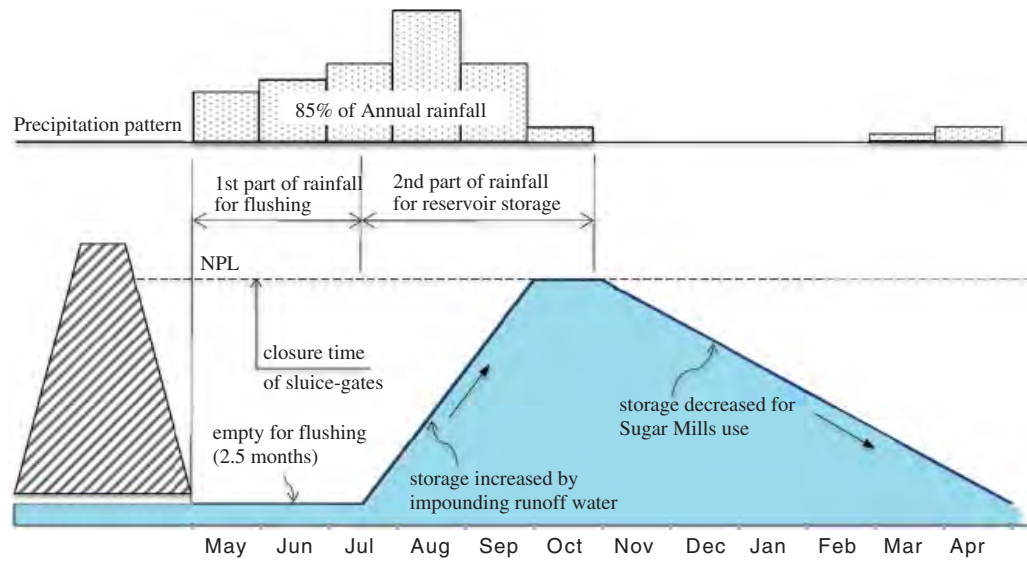 85% of Annual rainfall
Precipitation pattern
1st part of rainfall
for flushing
2nd part of rainfall
for reservoir storage
NPL
closure time
of sluice-gates
storage decreased for
Sugar Mills use
empty for flushing
(2.5 months)
storage increased by
impounding runoff water
May Jun Jul Aug Sep Oct Nov Dec Jan Feb Mar Apr